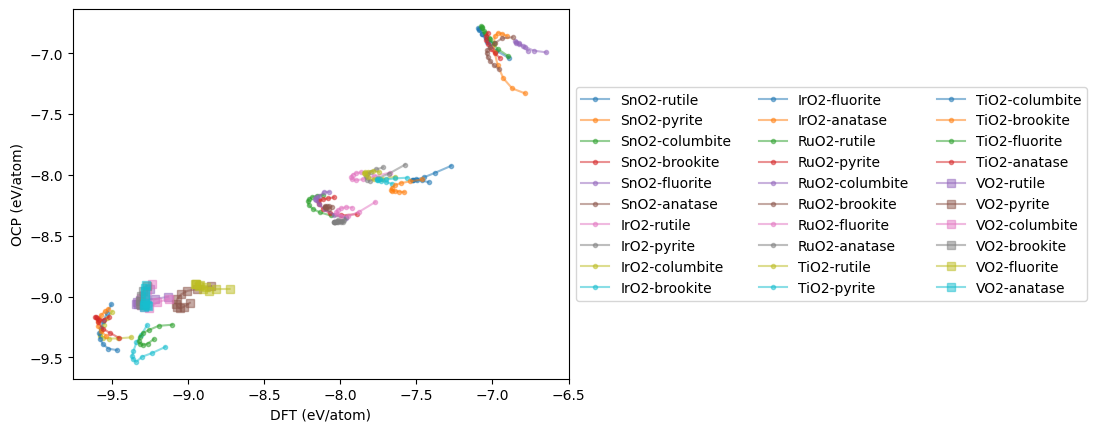 −7.0
−7.5
−8.0
−8.5
−9.0
−9.5
OCP (eV/atom)
−9.5 −9.0 −8.5 −8.0 −7.5 −7.0 −6.5
DFT (eV/atom)
SnO2-rutile
SnO2-pyrite
SnO2-columbite
SnO2-brookite
SnO2-fluorite
SnO2-anatase
IrO2-rutile
IrO2-pyrite
IrO2-columbite
IrO2-brookite
IrO2-fluorite
IrO2-anatase
RuO2-rutile
RuO2-pyrite
RuO2-columbite
RuO2-brookite
RuO2-fluorite
RuO2-anatase
TiO2-rutile
TiO2-pyrite
TiO2-columbite
TiO2-brookite
TiO2-fluorite
TiO2-anatase
VO2-rutile
VO2-pyrite
VO2-columbite
VO2-brookite
VO2-fluorite
VO2-anatase